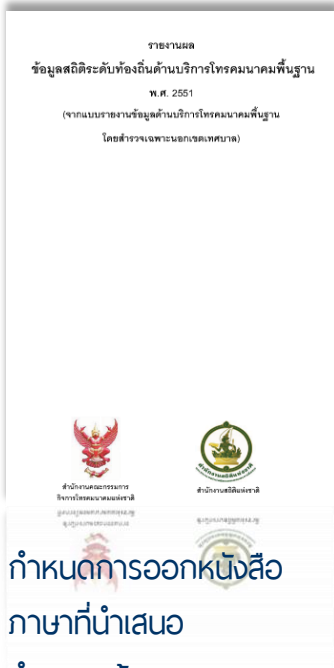 รายงานผล
ข้อมูลสถิติระดับท้องถิ่นด้านบริการโทรคมนาคมพื้นฐาน
พ.ศ. 2551
(จากแบบรายงานข้อมูลด้านบริการโทรคมนาคมพื้นฐาน
โดยสำรวจเฉพาะนอกเขตเทศบาล)
สำนักงานคณะกรรมการ
กิจการโทรคมนาคมแห่งชาติ
สำนักงานสถิติแห่งชาติ
กำหนดการออกหนังสือ
ภาษาที่นำเสนอ